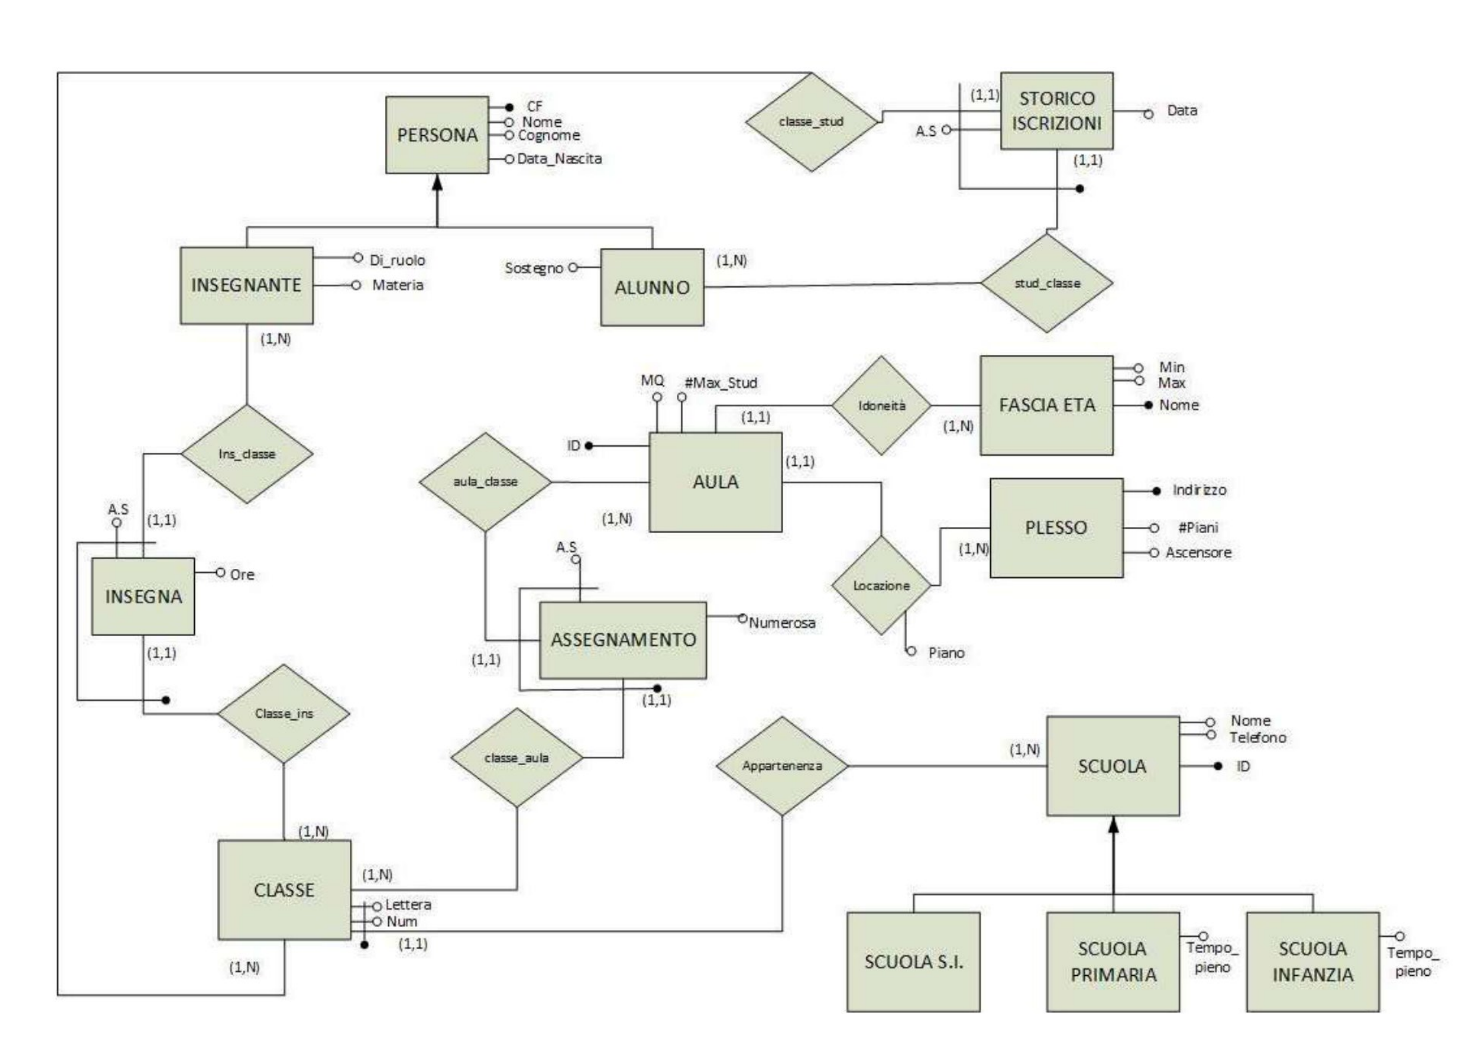 (1,1)
STORICO
ISCRIZIONI
Data
classe_stud
A.S
(1,1)
PERSONA
CF
Nome
Cognome
Data_Nascita
INSEGNANTE
Di_ruolo
Materia
(1,N)
Sostegno
ALUNNO
(1,N)
stud_classe
MQ
#Max_Stud
(1,1)
Idoneità
(1,N)
FASCIA ETA
Min
Max
Nome
Ins_classe
ID
aula_classe
AULA
(1,1)
(1,N)
PLESSO
Indirizzo
#Piani
Ascensore
(1,N)
A.S
(1,1)
INSEGNA
Ore
(1,1)
A.S
ASSEGNAMENTO
Numerosa
(1,1)
(1,1)
Locazione
Piano
Classe_ins
classe_aula
Appartenenza
(1,N)
SCUOLA
Nome
Telefono
ID
(1,N)
CLASSE
(1,N)
Lettera
Num
(1,1)
(1,N)
SCUOLA S.I.
SCUOLA
PRIMARIA
Tempo_
pieno
SCUOLA
INFANZIA
Tempo_
pieno